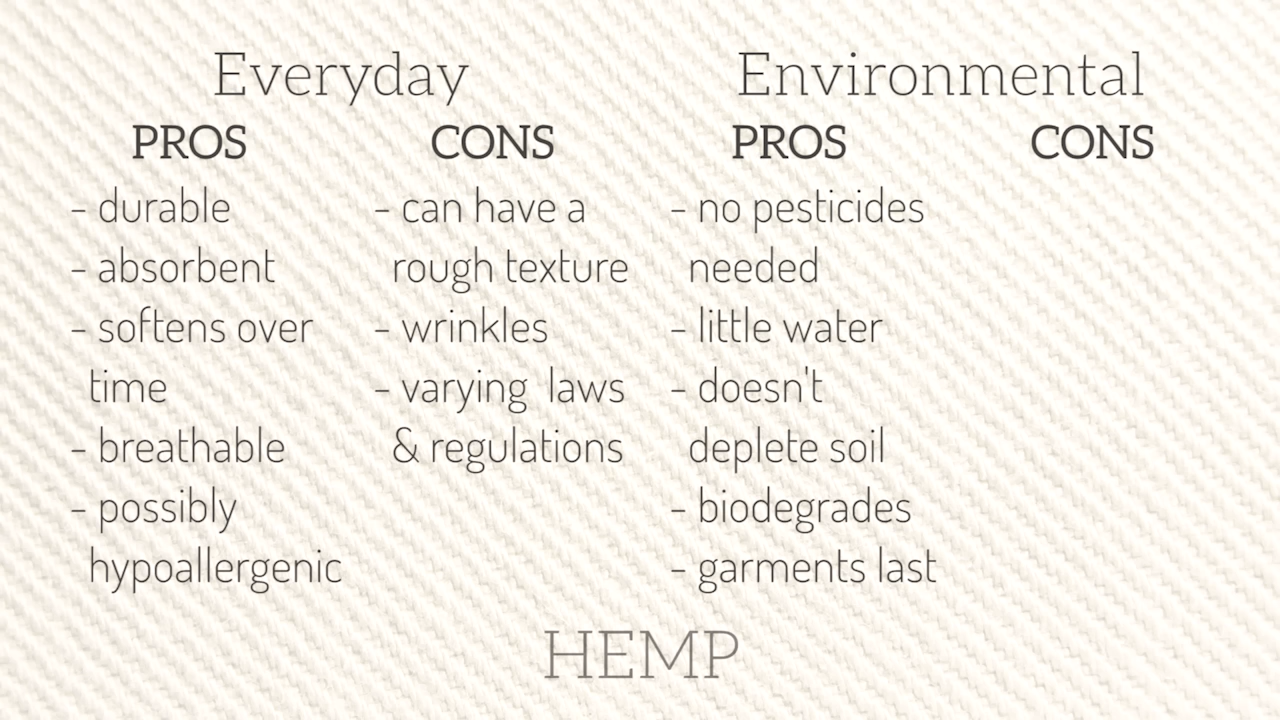 Everyday
PROS
- durable
- absorbent
- softens over
time
- breathable
- possibly
hypoallergenic
CONS
- can have a
rough texture
- wrinkles
- varying laws
& regulations
Environmental
PROS
- no pesticides
needed
- little water
- doesn't
deplete soil
- biodegrades
- garments last
CONS
HEMP